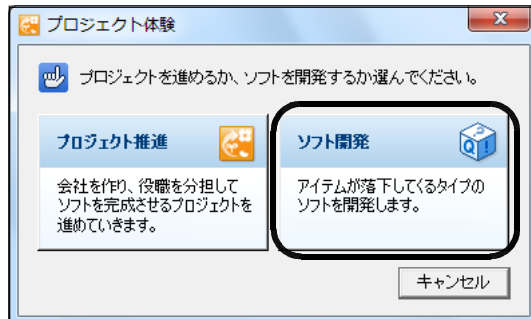 プロジェクト体験
プロジェクトを進めるか、ソフトを開発するか選んでください。
プロジェクト推進
会社を作り、役職を分担して
ソフトを完成させるプロジェクトを
進めていきます。
ソフト開発
アイテムが落下してくるタイプの
ソフトを開発します。
キャンセル